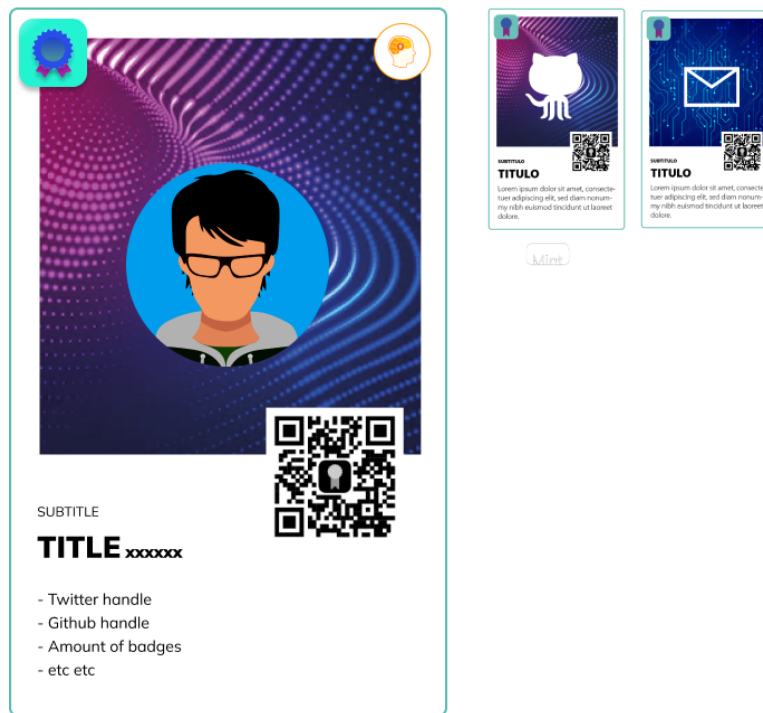 SUBTITLE
TITLE xxxxxx
- Twitter handle
- Github handle
- Amount of badges
- etc etc
SUBTITULO
TITULO
Lorem ipsum dolor sit amet, consecte-
tuer adipiscing elit, sed diam nonum-
my nibh euismod tincidunt ut laoreet
dolore.
Mint
SUBTITULO
TITULO
Lorem ipsum dolor sit amet, consecte
tuer adipiscing elit, sed diam nonum-
my nibh euismod tincidunt ut laoreet
dolore.